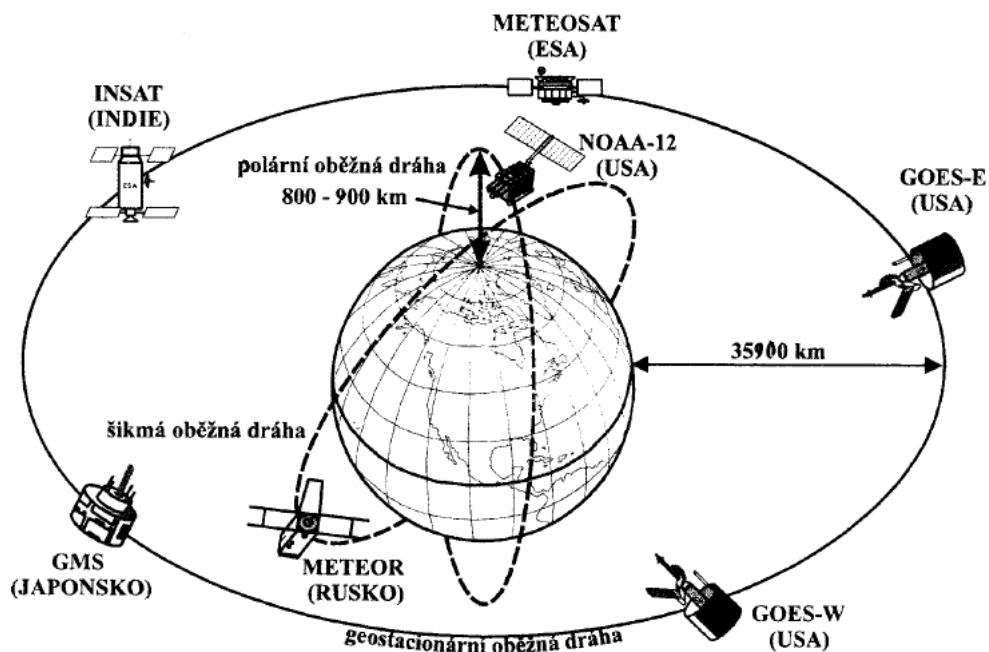 METEOSAT
(ESA)
INSAT
(INDIE)
ESA
NOAA-12
(USA)
polární oběžná dráha
800 - 900 km
GOES-E
(USA)
35900 km
šikmá oběžná dráha
GMS
(JAPONSKO)
METEOR
(RUSKO)
GOES-W
(USA)
geostacionární oběžná dráha